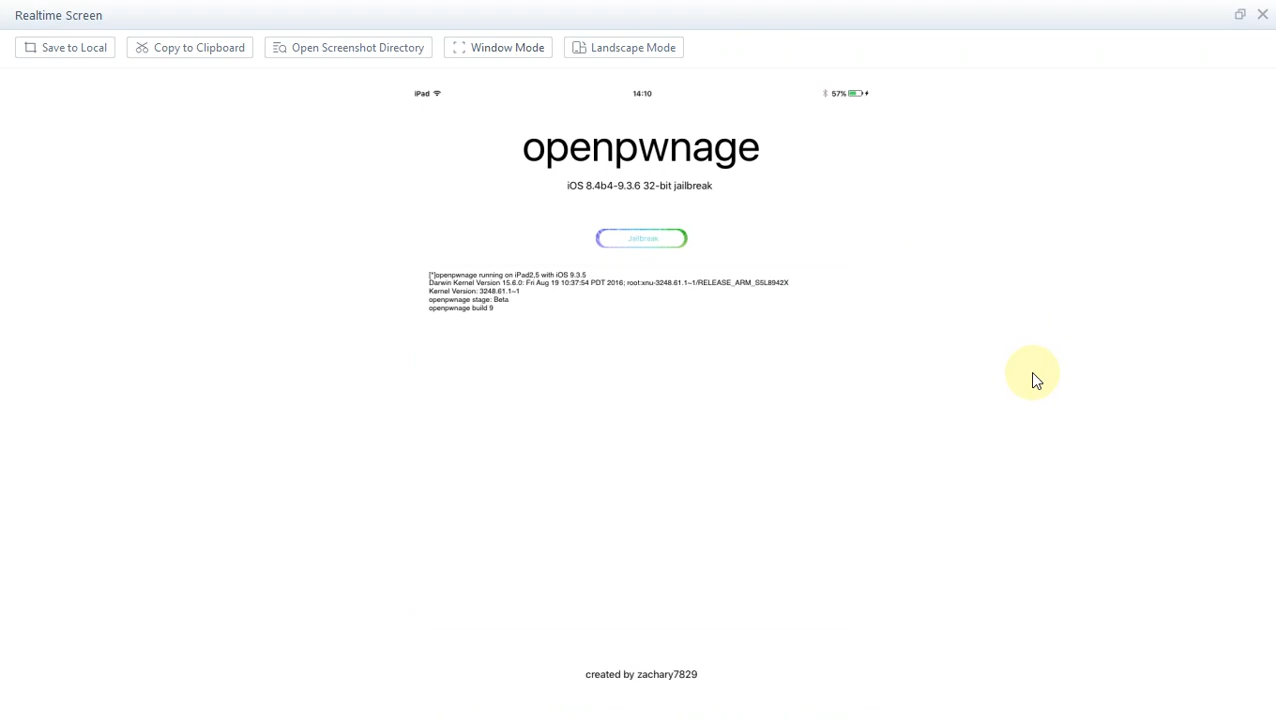 Realtime Screen
Save to Local Copy to Clipboard Open Screenshot Directory Window Mode Landscape Mode
iPad 14:10 57%
openpwnage
iOS 8.4b4-9.3.6 32-bit jailbreak
Jailbreak
[*]openpwnage running on iPad2,5 with iOS 9.3.5
Darwin Kernel Version 15.6.0: Fri Aug 19 10:37:54 PDT 2016; root:xnu-3248.61.1~1/RELEASE_ARM_S5L8942X
Kernel Version: 3248.61.1~1
openpwnage stage: Beta
openpwnage build 9
created by zachary7829